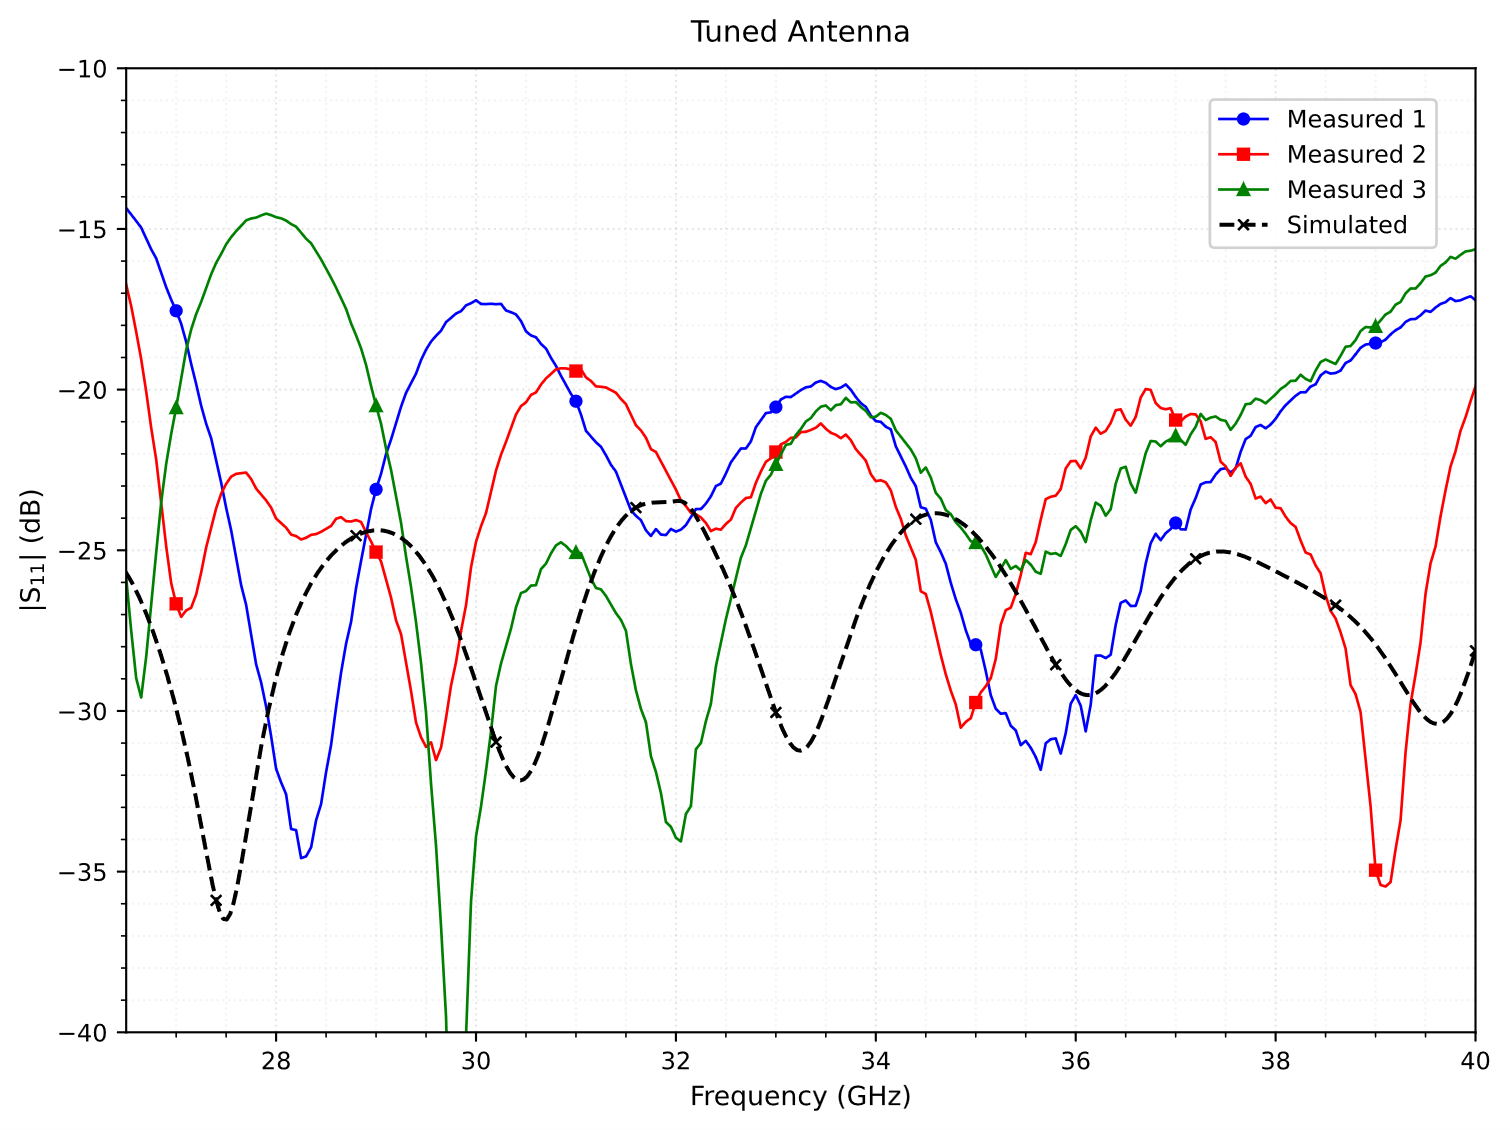 Tuned Antenna
−10
−15
−20
−25
−30
−35
−40
|S₁₁| (dB)
Measured 1
Measured 2
Measured 3
Simulated
28
30
32
34
36
38
40
Frequency (GHz)